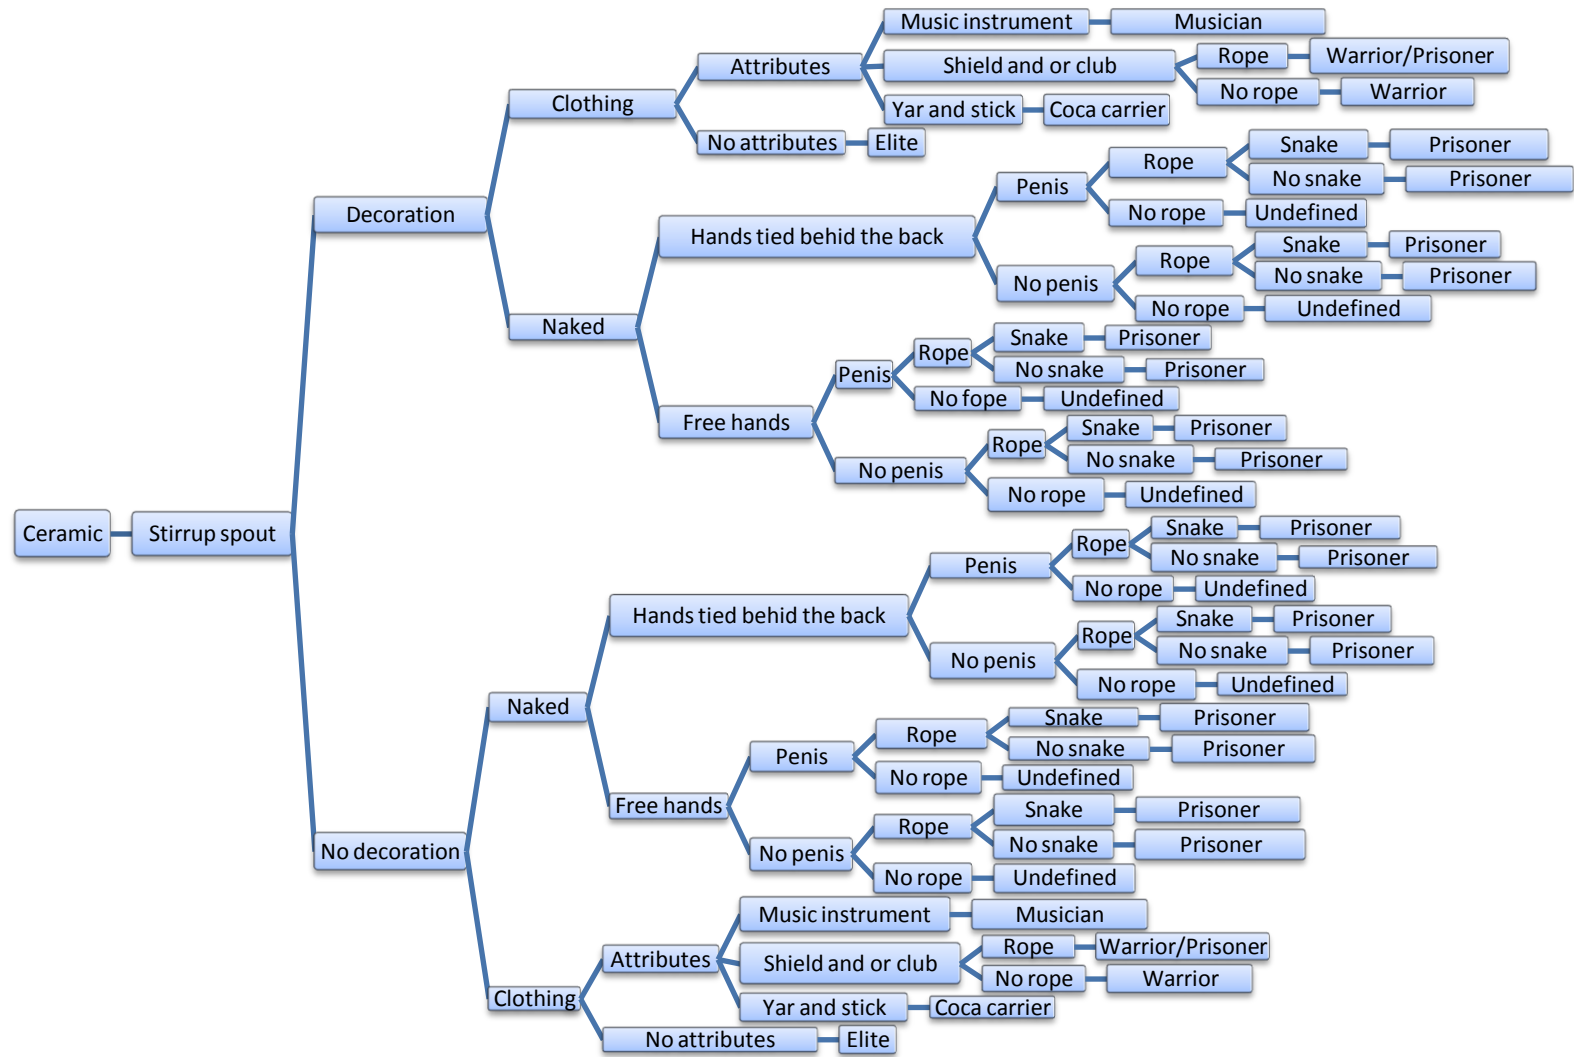 Ceramic
Stirrup spout
Decoration
Clothing
Attributes
Music instrument
Musician
Shield and or club
Rope
Warrior/Prisoner
No rope
Warrior
Yar and stick
Coca carrier
No attributes
Elite
Naked
Hands tied behid the back
Penis
Rope
Snake
Prisoner
No snake
Prisoner
No rope
Undefined
No penis
Rope
Snake
Prisoner
No snake
Prisoner
No rope
Undefined
Free hands
Penis
Rope
Snake
Prisoner
No snake
Prisoner
No fope
Undefined
No penis
Rope
Snake
Prisoner
No snake
Prisoner
No rope
Undefined
No decoration
Naked
Hands tied behid the back
Penis
Rope
Snake
Prisoner
No snake
Prisoner
No rope
Undefined
No penis
Rope
Snake
Prisoner
No snake
Prisoner
No rope
Undefined
Free hands
Penis
Rope
Snake
Prisoner
No snake
Prisoner
No rope
Undefined
No penis
Rope
Snake
Prisoner
No snake
Prisoner
No rope
Undefined
Clothing
Attributes
Music instrument
Musician
Shield and or club
Rope
Warrior/Prisoner
No rope
Warrior
Yar and stick
Coca carrier
No attributes
Elite